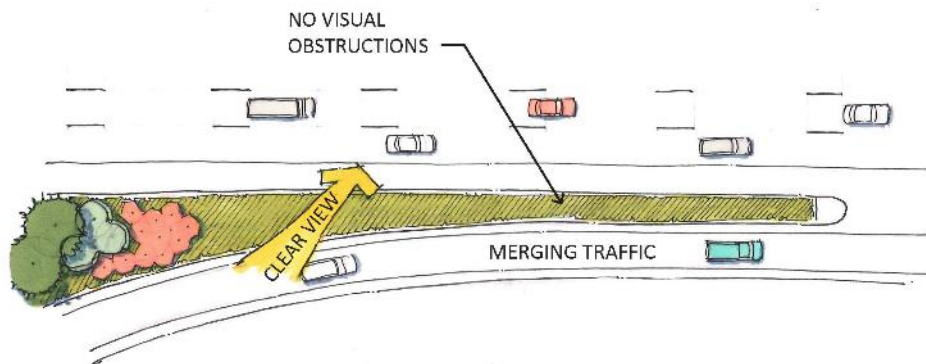 NO VISUAL
OBSTRUCTIONS
CLEAR VIEW
MERGING TRAFFIC